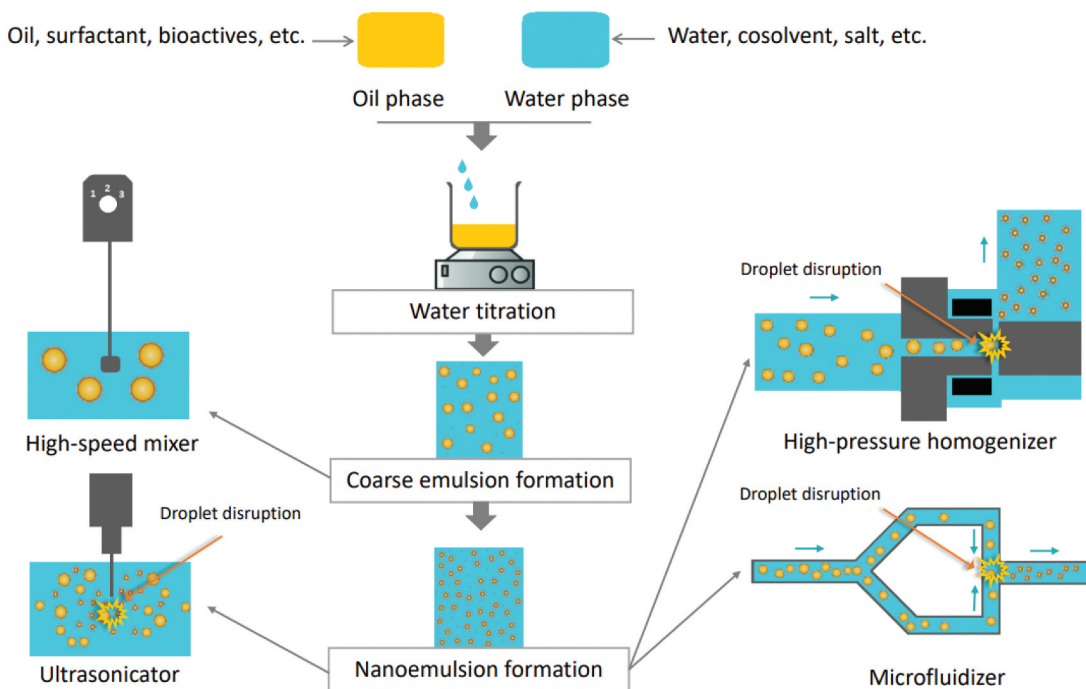 Oil, surfactant, bioactives, etc.
Water, cosolvent, salt, etc.
Oil phase
Water phase
1 2 3
Water titration
Droplet disruption
High-speed mixer
High-pressure homogenizer
Coarse emulsion formation
Droplet disruption
Droplet disruption
Ultrasonicator
Nanoemulsion formation
Microfluidizer